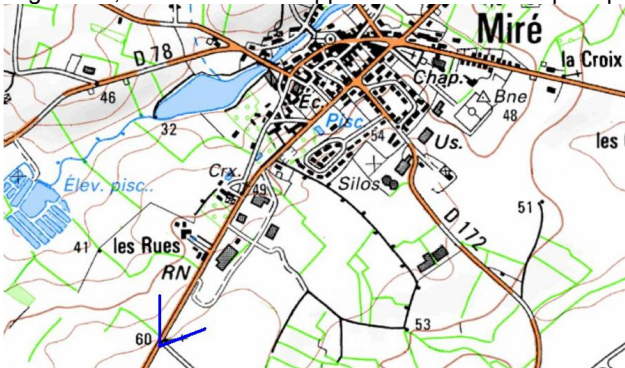 Miré
la Croix
D 78
Chap.
Bne
46
Éc.
48
32
Pisc.
54
Us.
les
Crx.
Élev. pisc..
49
Silos
51
D 172
41
les Rues
RN
53
60